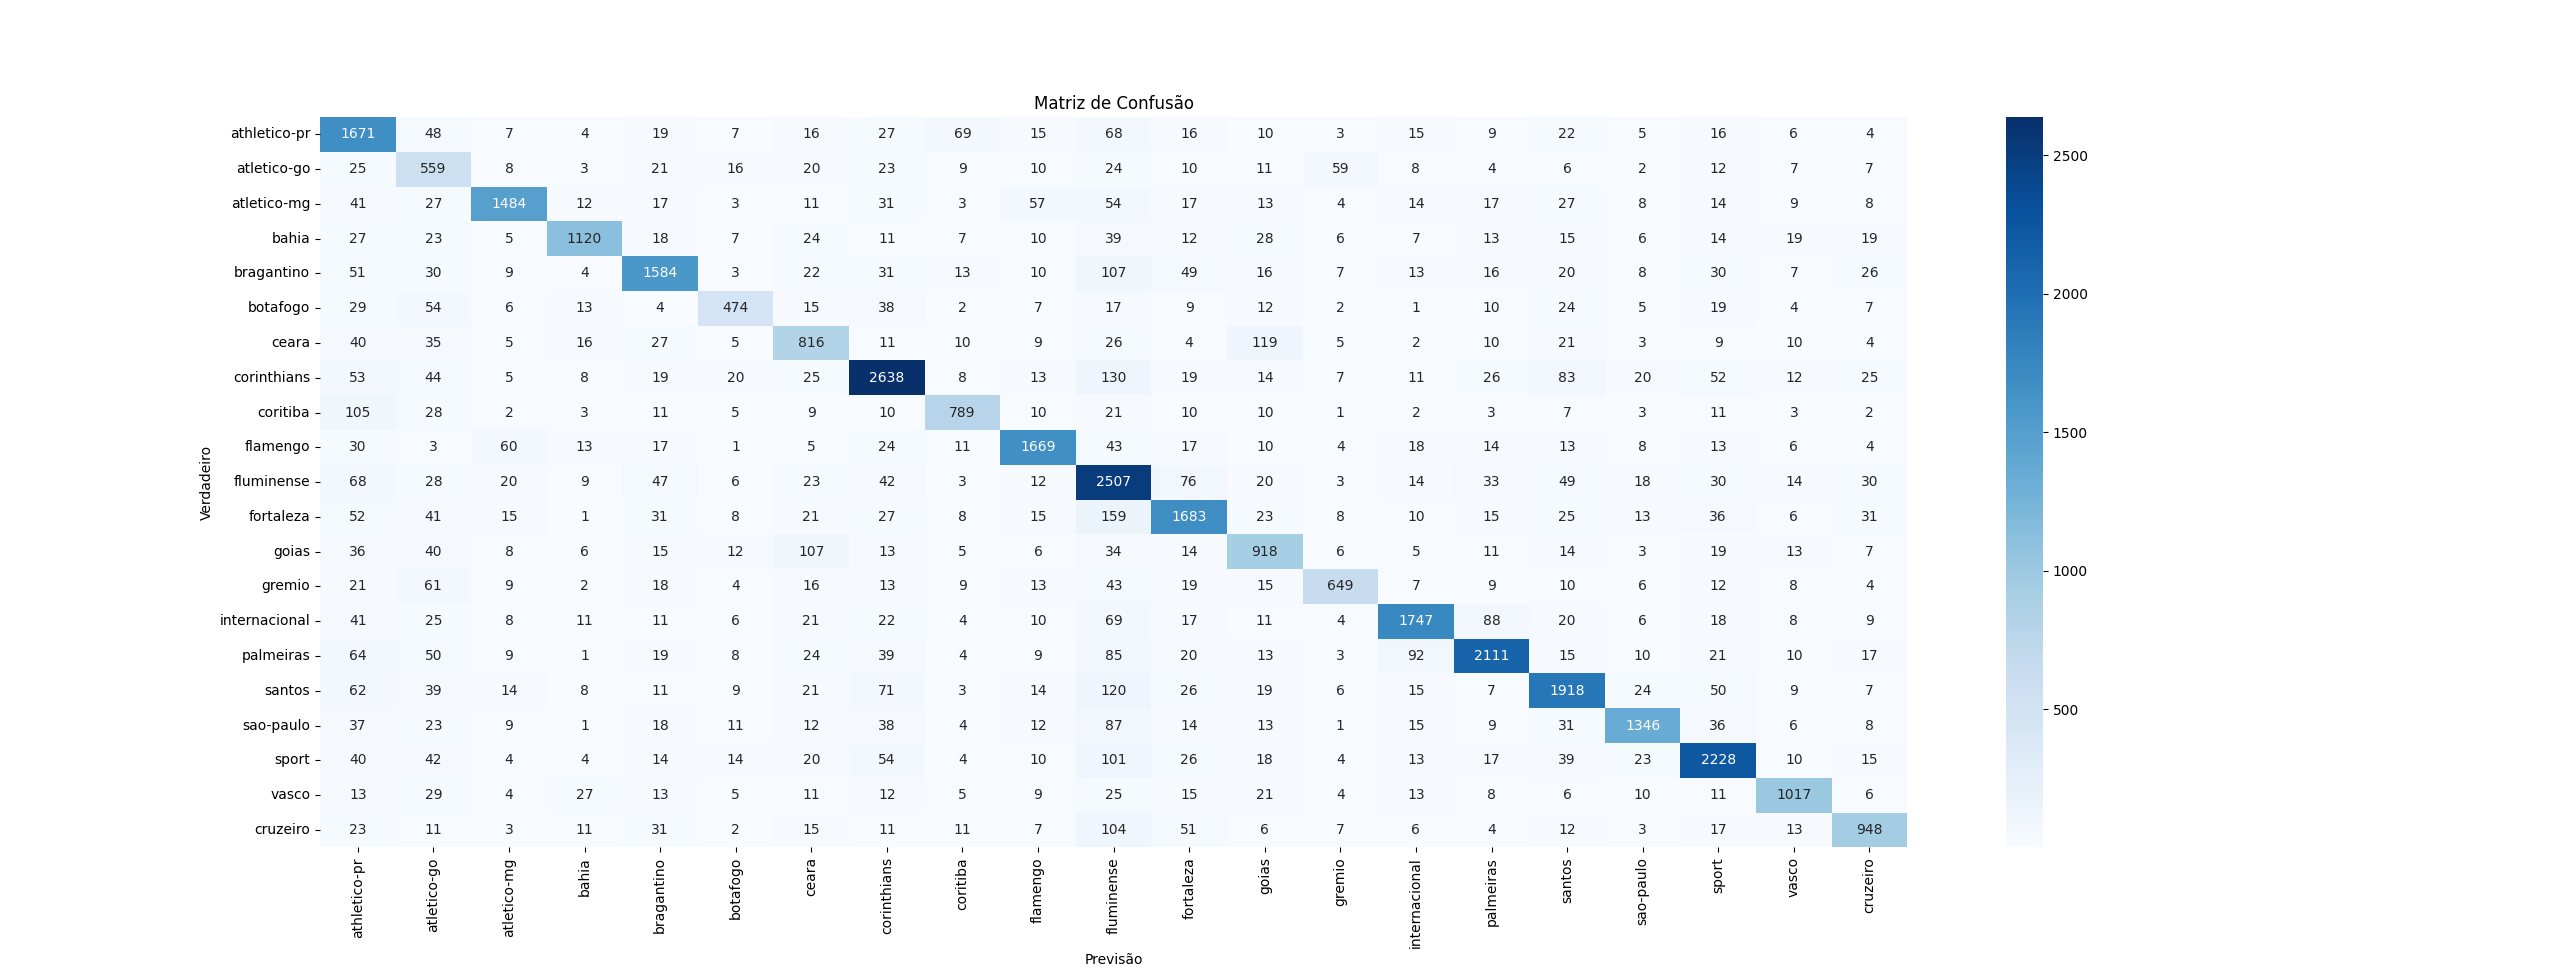 Matriz de Confusão
athletico-pr 1671 48 7 4 19 7 16 27 69 15 68 16 10 3 15 9 22 5 16 6 4
atletico-go 25 559 8 3 21 16 20 23 9 10 24 10 11 59 8 4 6 2 12 7 7
atletico-mg 41 27 1484 12 17 3 11 31 3 57 54 17 13 4 14 17 27 8 14 9 8
bahia 27 23 5 1120 18 7 24 11 7 10 39 12 28 6 7 13 15 6 14 19 19
bragantino 51 30 9 4 1584 3 22 31 13 10 107 49 16 7 13 16 20 8 30 7 26
botafogo 29 54 6 13 4 474 15 38 2 7 17 9 12 2 1 10 24 5 19 4 7
ceara 40 35 5 16 27 5 816 11 10 9 26 4 119 5 2 10 21 3 9 10 4
corinthians 53 44 5 8 19 20 25 2638 8 13 130 19 14 7 11 26 83 20 52 12 25
coritiba 105 28 2 3 11 5 9 10 789 10 21 10 10 1 2 3 7 3 11 3 2
flamengo 30 3 60 13 17 1 5 24 11 1669 43 17 10 4 18 14 13 8 13 6 4
fluminense 68 28 20 9 47 6 23 42 3 12 2507 76 20 3 14 33 49 18 30 14 30
fortaleza 52 41 15 1 31 8 21 27 8 15 159 1683 23 8 10 15 25 13 36 6 31
goias 36 40 8 6 15 12 107 13 5 6 34 14 918 6 5 11 14 3 19 13 7
gremio 21 61 9 2 18 4 16 13 9 13 43 19 15 649 7 9 10 6 12 8 4
internacional 41 25 8 11 11 6 21 22 4 10 69 17 11 4 1747 88 20 6 18 8 9
palmeiras 64 50 9 1 19 8 24 39 4 9 85 20 13 3 92 2111 15 10 21 10 17
santos 62 39 14 8 11 9 21 71 3 14 120 26 19 6 15 7 1918 24 50 9 7
sao-paulo 37 23 9 1 18 11 12 38 4 12 87 14 13 1 15 9 31 1346 36 6 8
sport 40 42 4 4 14 14 20 54 4 10 101 26 18 4 13 17 39 23 2228 10 15
vasco 13 29 4 27 13 5 11 12 5 9 25 15 21 4 13 8 6 10 11 1017 6
cruzeiro 23 11 3 11 31 2 15 11 11 7 104 51 6 7 6 4 12 3 17 13 948
Verdadeiro
athletico-pr
atletico-go
atletico-mg
bahia
bragantino
botafogo
ceara
corinthians
coritiba
flamengo
fluminense
fortaleza
goias
gremio
internacional
palmeiras
santos
sao-paulo
sport
vasco
cruzeiro
Previsão
2500
2000
1500
1000
500